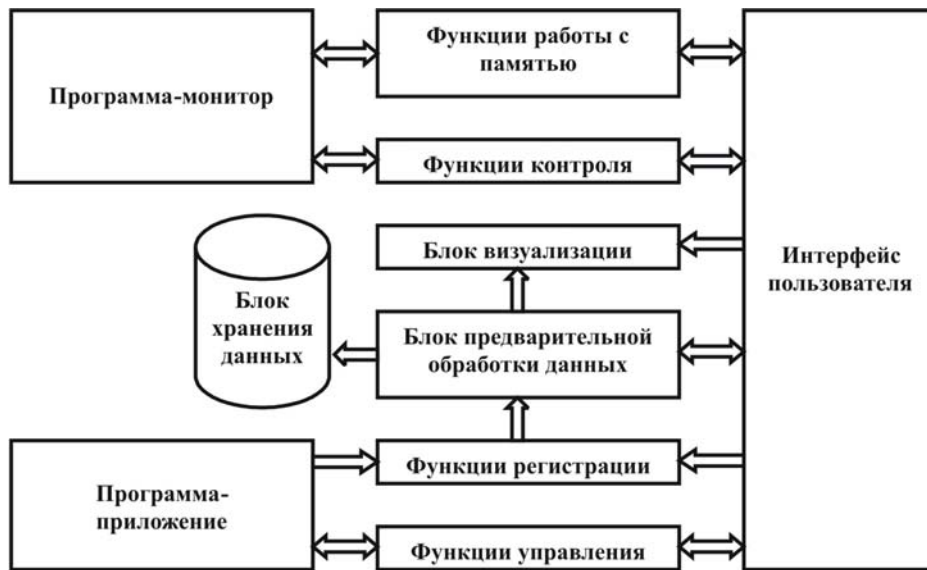 Функции работы с
памятью
Программа-монитор
Функции контроля
Блок визуализации
Интерфейс
пользователя
Блок
хранения
данных
Блок предварительной
обработки данных
Функции регистрации
Программа-
приложение
Функции управления